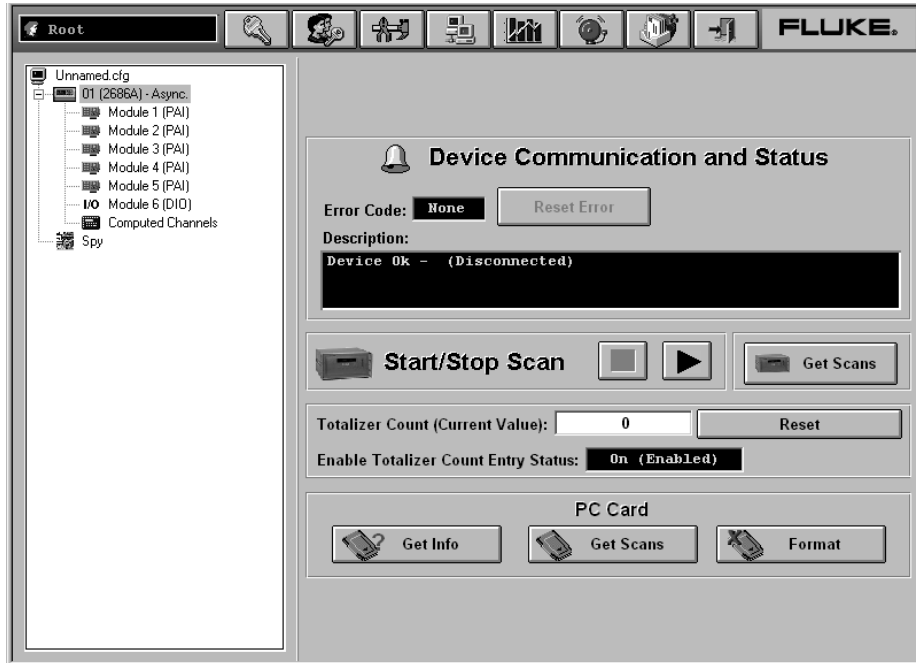 Root
FLUKE®
Unnamed.cfg
01 (2686A) - Async.
Module 1 (PAI)
Module 2 (PAI)
Module 3 (PAI)
Module 4 (PAI)
Module 5 (PAI)
I/O Module 6 (DIO)
Computed Channels
Spy
Device Communication and Status
Error Code: None Reset Error
Description:
Device Ok - (Disconnected)
Start/Stop Scan Get Scans
Totalizer Count (Current Value): 0 Reset
Enable Totalizer Count Entry Status: On (Enabled)
PC Card
? Get Info Get Scans X Format